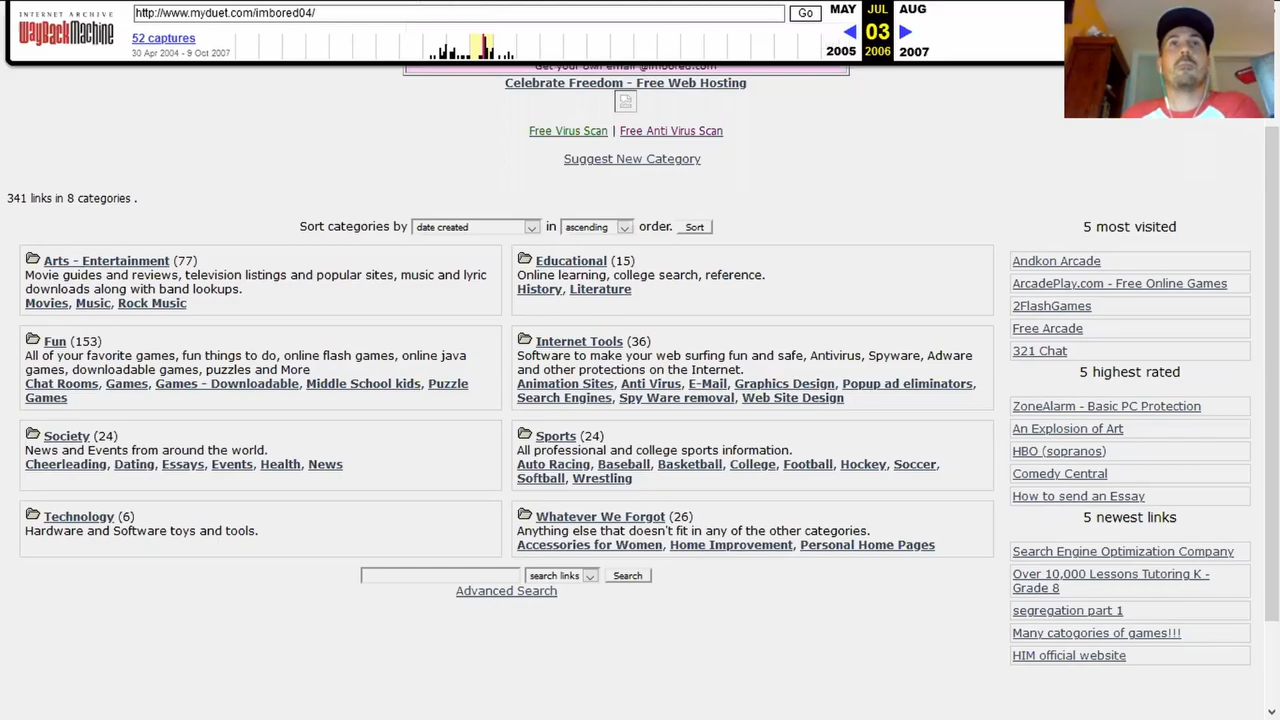 INTERNET ARCHIVE
WayBackMachine
http://www.myduet.com/imbored04/
Go
52 captures
30 Apr 2004 - 9 Oct 2007
MAY
JUL
AUG
03
2005
2006
2007
Get your own email @imbored.com
Celebrate Freedom - Free Web Hosting
Free Virus Scan | Free Anti Virus Scan
Suggest New Category
341 links in 8 categories .
Sort categories by date created in ascending order. Sort
Arts - Entertainment (77)
Movie guides and reviews, television listings and popular sites, music and lyric
downloads along with band lookups.
Movies, Music, Rock Music
Educational (15)
Online learning, college search, reference.
History, Literature
Fun (153)
All of your favorite games, fun things to do, online flash games, online java
games, downloadable games, puzzles and More
Chat Rooms, Games, Games - Downloadable, Middle School kids, Puzzle
Games
Internet Tools (36)
Software to make your web surfing fun and safe, Antivirus, Spyware, Adware
and other protections on the Internet.
Animation Sites, Anti Virus, E-Mail, Graphics Design, Popup ad eliminators,
Search Engines, Spy Ware removal, Web Site Design
Society (24)
News and Events from around the world.
Cheerleading, Dating, Essays, Events, Health, News
Sports (24)
All professional and college sports information.
Auto Racing, Baseball, Basketball, College, Football, Hockey, Soccer,
Softball, Wrestling
Technology (6)
Hardware and Software toys and tools.
Whatever We Forgot (26)
Anything else that doesn't fit in any of the other categories.
Accessories for Women, Home Improvement, Personal Home Pages
search links Search
Advanced Search
5 most visited
Andkon Arcade
ArcadePlay.com - Free Online Games
2FlashGames
Free Arcade
321 Chat
5 highest rated
ZoneAlarm - Basic PC Protection
An Explosion of Art
HBO (sopranos)
Comedy Central
How to send an Essay
5 newest links
Search Engine Optimization Company
Over 10,000 Lessons Tutoring K -
Grade 8
segregation part 1
Many catogories of games!!!
HIM official website